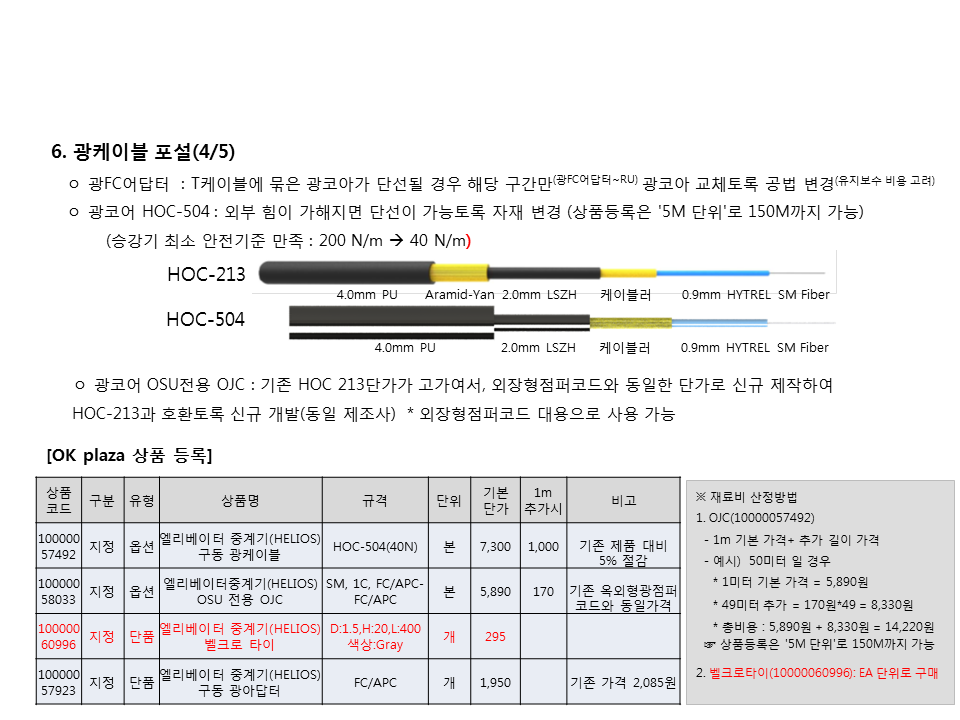 6. 광케이블 포설(4/5)
○ 광FC어답터 : T케이블에 묶은 광코아가 단선될 경우 해당 구간만(광FC어답터~RU) 광코아 교체토록 공법 변경(유지보수 비용 고려)
○ 광코어 HOC-504 : 외부 힘이 가해지면 단선이 가능토록 자재 변경 (상품등록은 '5M 단위'로 150M까지 가능)
(승강기 최소 안전기준 만족 : 200 N/m → 40 N/m)
HOC-213
4.0mm PU Aramid-Yan 2.0mm LSZH 케이블러 0.9mm HYTREL SM Fiber
HOC-504
4.0mm PU 2.0mm LSZH 케이블러 0.9mm HYTREL SM Fiber
○ 광코어 OSU전용 OJC : 기존 HOC 213단가가 고가여서, 외장형점퍼코드와 동일한 단가로 신규 제작하여
HOC-213과 호환토록 신규 개발(동일 제조사) * 외장형점퍼코드 대용으로 사용 가능
[OK plaza 상품 등록]
상품 코드 구분 유형 상품명 규격 단위 기본 단가 1m 추가시 비고
10000057492 지정 옵션 엘리베이터 중계기(HELIOS) 구동 광케이블 HOC-504(40N) 본 7,300 1,000 기존 제품 대비 5% 절감
10000058033 지정 옵션 엘리베이터중계기(HELIOS) OSU 전용 OJC SM, 1C, FC/APC-FC/APC 본 5,890 170 기존 옥외형광점퍼코드와 동일가격
10000060996 지정 단품 엘리베이터 중계기(HELIOS) 벨크로 타이 D:1.5,H:20,L:400 색상:Gray 개 295
10000057923 지정 단품 엘리베이터 중계기(HELIOS) 구동 광아답터 FC/APC 개 1,950 기존 가격 2,085원
※ 재료비 산정방법
1. OJC(10000057492)
- 1m 기본 가격+ 추가 길이 가격
- 예시) 50미터 일 경우
* 1미터 기본 가격 = 5,890원
* 49미터 추가 = 170원*49 = 8,330원
* 총비용 : 5,890원 + 8,330원 = 14,220원
☞ 상품등록은 '5M 단위'로 150M까지 가능
2. 벨크로타이(10000060996): EA 단위로 구매